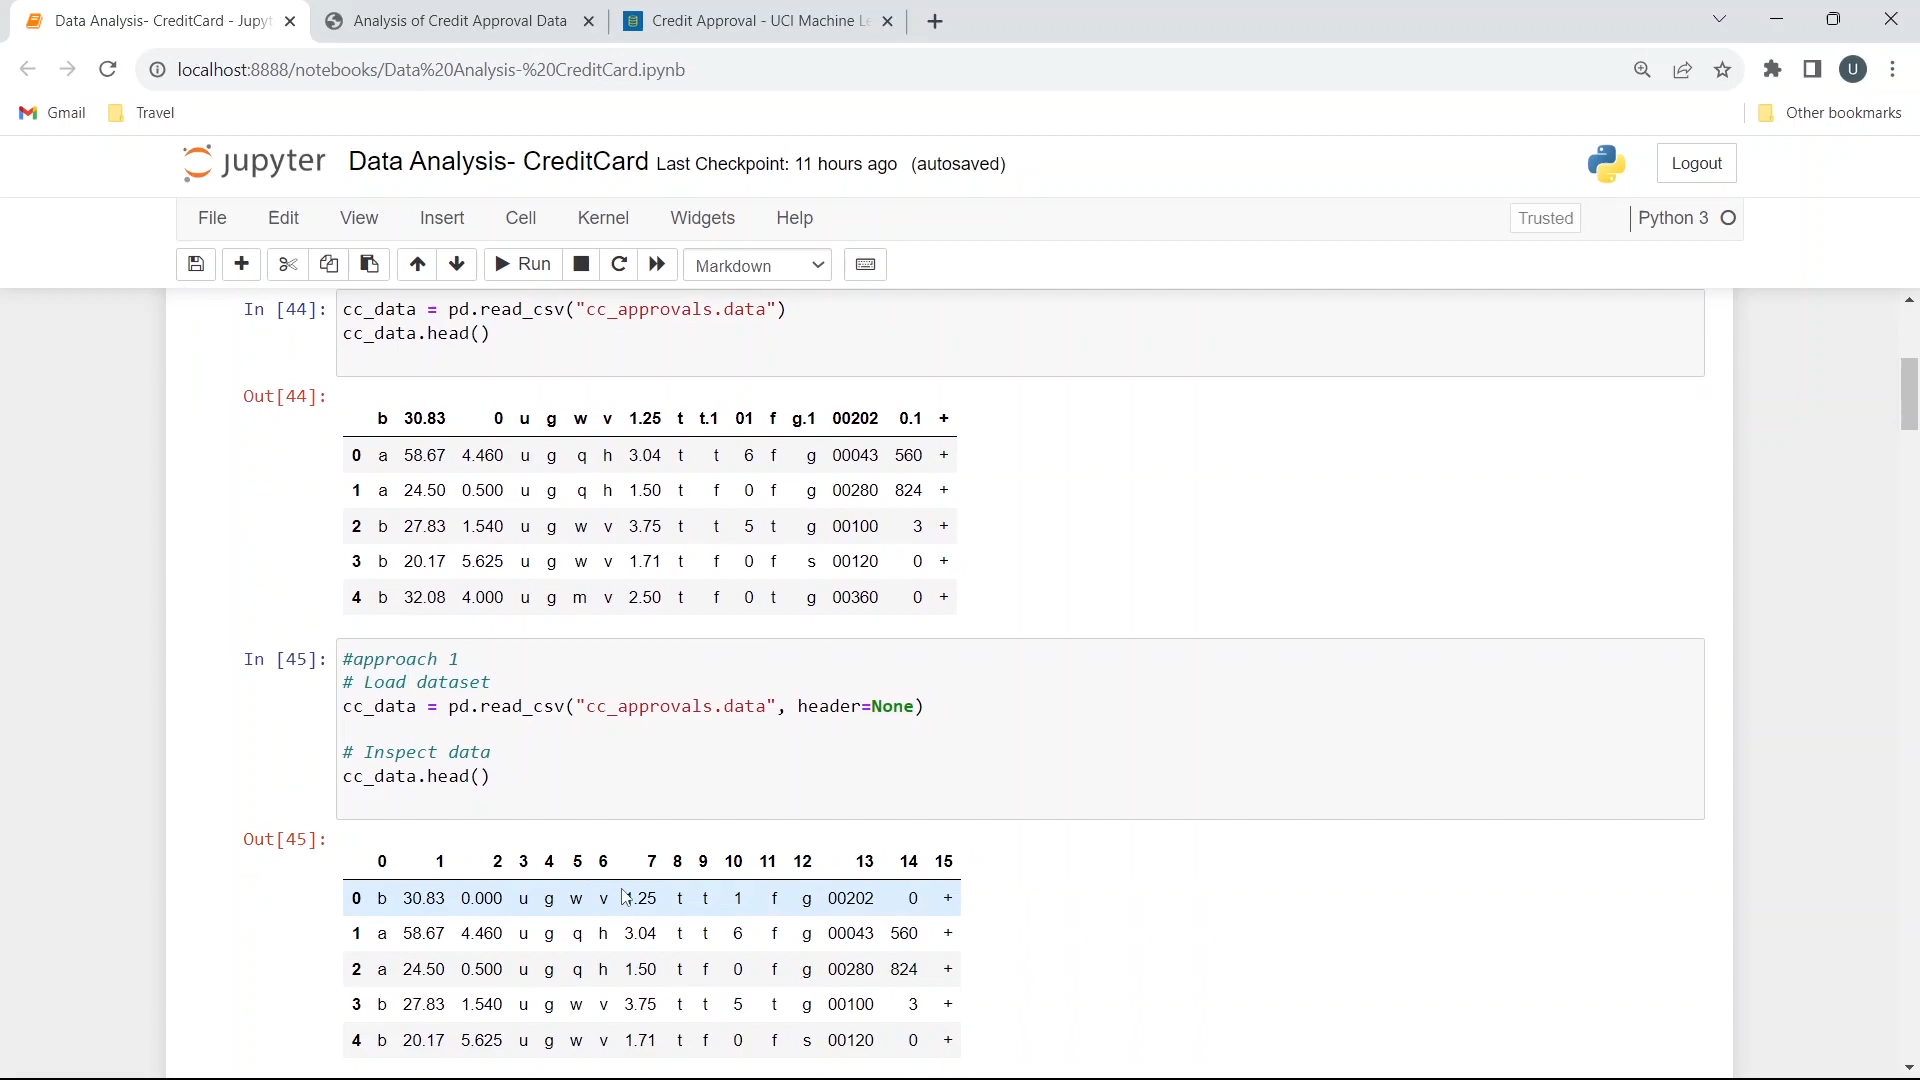 Data Analysis- CreditCard - Jupyt
Analysis of Credit Approval Data
Credit Approval - UCI Machine Le
localhost:8888/notebooks/Data%20Analysis-%20CreditCard.ipynb
U
Gmail
Travel
Other bookmarks
jupyter Data Analysis- CreditCard Last Checkpoint: 11 hours ago (autosaved)
Logout
File Edit View Insert Cell Kernel Widgets Help
Trusted
Python 3
Run
Markdown
In [44]: cc_data = pd.read_csv("cc_approvals.data")
cc_data.head()
Out[44]:
b 30.83 0 u g w v 1.25 t t.1 01 f g.1 00202 0.1 +
0 a 58.67 4.460 u g q h 3.04 t t 6 f g 00043 560 +
1 a 24.50 0.500 u g q h 1.50 t f 0 f g 00280 824 +
2 b 27.83 1.540 u g w v 3.75 t t 5 t g 00100 3 +
3 b 20.17 5.625 u g w v 1.71 t f 0 f s 00120 0 +
4 b 32.08 4.000 u g m v 2.50 t f 0 t g 00360 0 +
In [45]: #approach 1
# Load dataset
cc_data = pd.read_csv("cc_approvals.data", header=None)
# Inspect data
cc_data.head()
Out[45]:
0 1 2 3 4 5 6 7 8 9 10 11 12 13 14 15
0 b 30.83 0.000 u g w v 1.25 t t 1 f g 00202 0 +
1 a 58.67 4.460 u g q h 3.04 t t 6 f g 00043 560 +
2 a 24.50 0.500 u g q h 1.50 t f 0 f g 00280 824 +
3 b 27.83 1.540 u g w v 3.75 t t 5 t g 00100 3 +
4 b 20.17 5.625 u g w v 1.71 t f 0 f s 00120 0 +